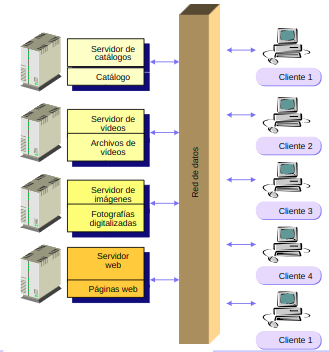 Servidor de
catálogos
Catálogo
Servidor de
vídeos
Archivos de
vídeos
Servidor de
imágenes
Fotografías
digitalizadas
Servidor
web
Páginas web
Red de datos
Cliente 1
Cliente 2
Cliente 3
Cliente 4
Cliente 1